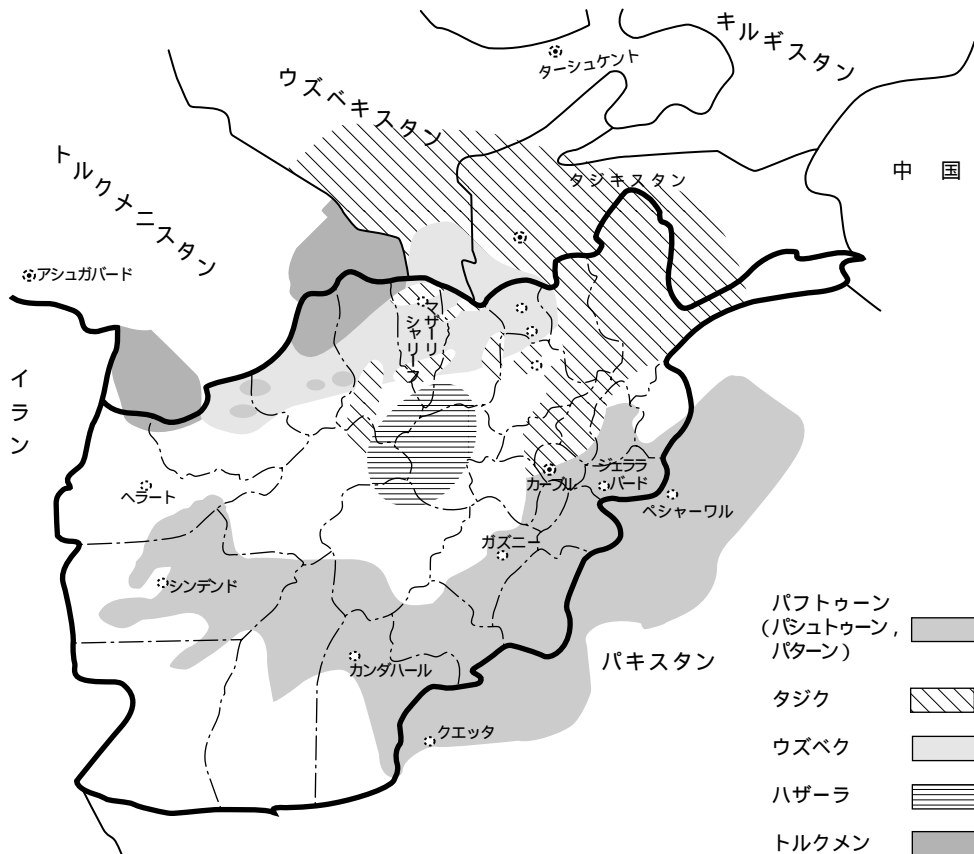 キルギスタン
ターシュケント
ウズベキスタン
中国
トルクメニスタン
タジキスタン
アシュガバード
マザーリ
シャリーフ
イラン
ジェララ
バード
カーブル
ヘラート
ペシャーワル
ガズニー
シンデンド
パフトゥーン
(パシュトゥーン,
パターン)
パキスタン
カンダハール
タジク
クエッタ
ウズベク
ハザーラ
トルクメン